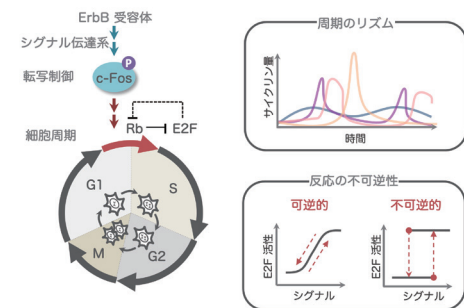 ErbB 受容体
シグナル伝達系
転写制御
P
c-Fos
Rb
E2F
細胞周期
G1
S
M
G2
周期のリズム
サイクリン量
時間
反応の不可逆性
可逆的
不可逆的
E2F 活性
シグナル
E2F 活性
シグナル